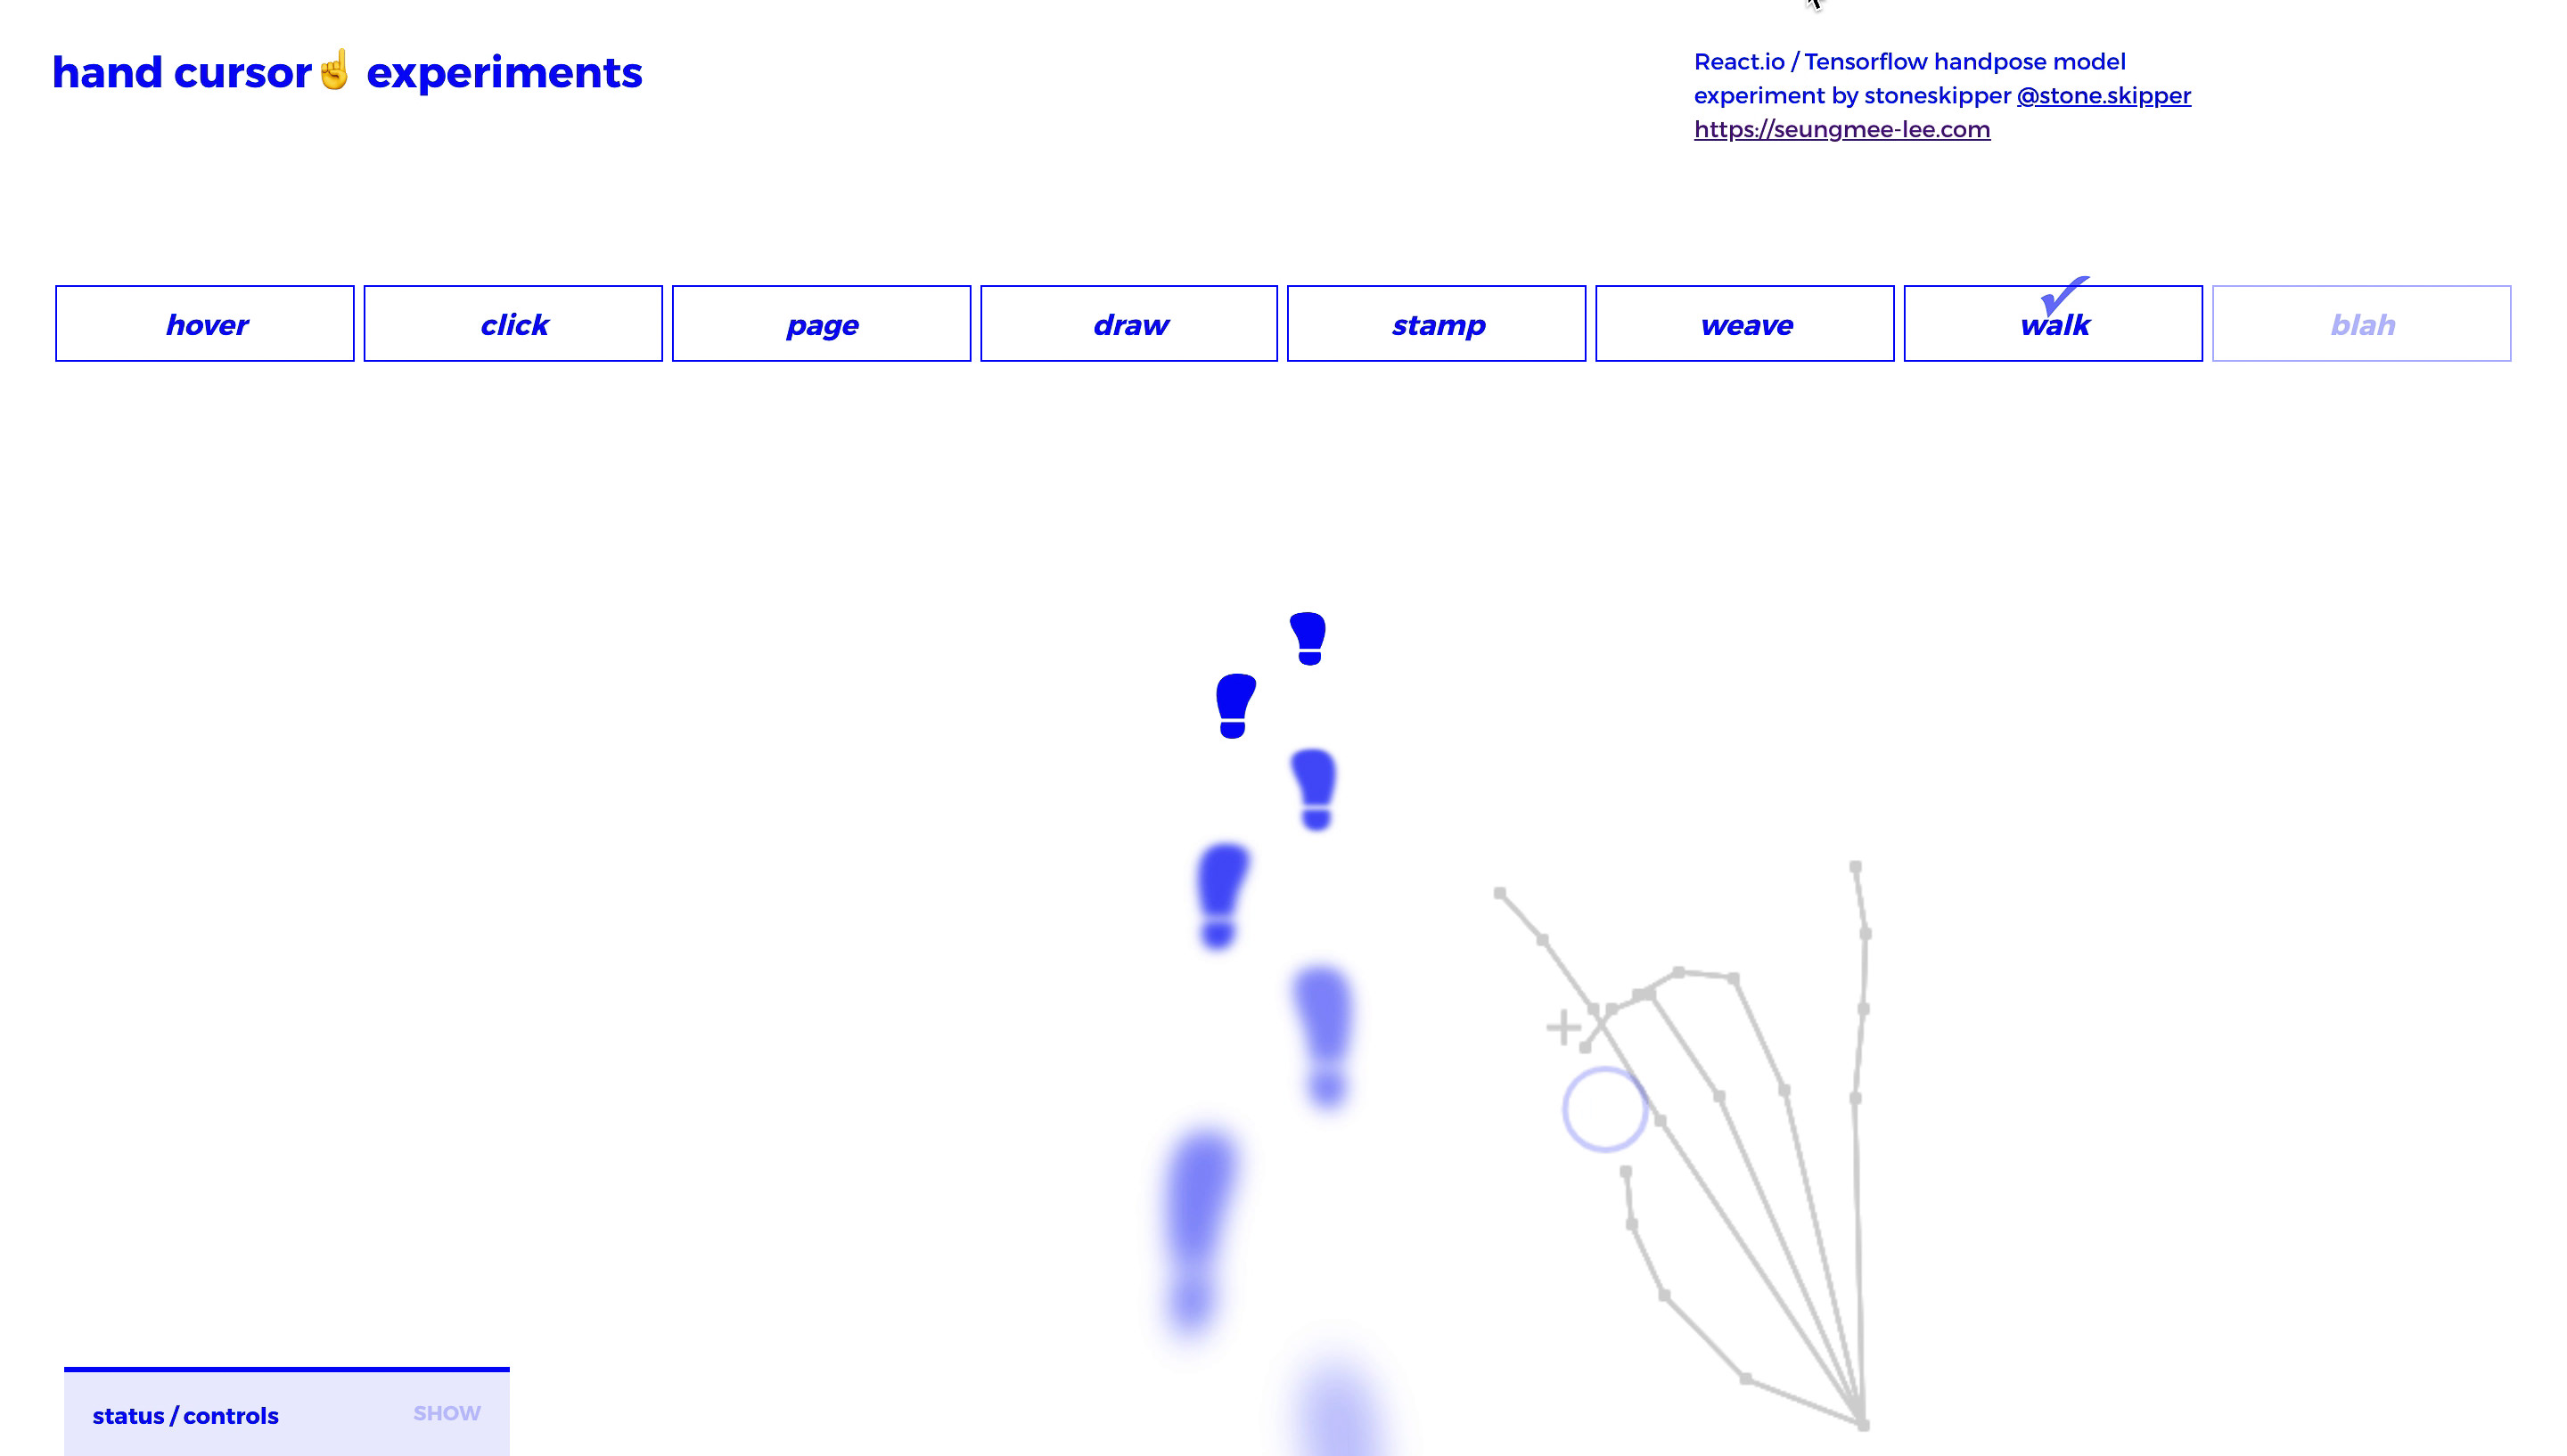 hand cursor☝️ experiments
React.io / Tensorflow handpose model
experiment by stoneskipper @stone.skipper
https://seungmee-lee.com
hover
click
page
draw
stamp
weave
walk
blah
status / controls
SHOW